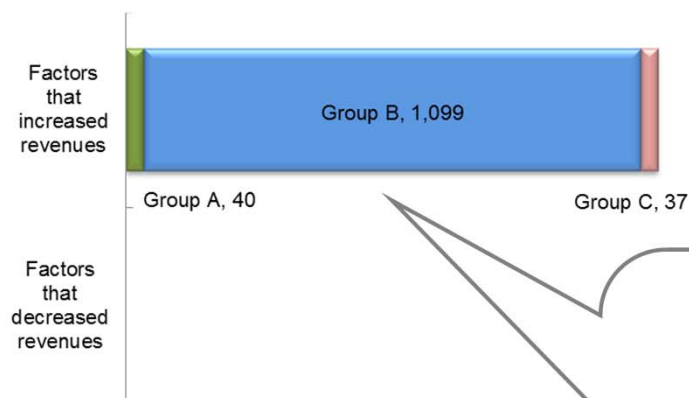 Factors
that
increased
revenues
Group B, 1,099
Group A, 40
Group C, 37
Factors
that
decreased
revenues